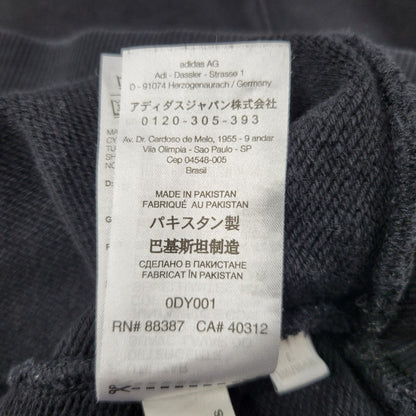 adidas AG
Adi - Dassler - Strasse 1
D - 91074 Herzogenaurach / Germany
アディダスジャパン株式会社
0120-305-393
Av. Dr. Cardoso de Melo, 1955 - 9 andar
Vila Olimpia - Sao Paulo - SP
Cep 04548-005
Brasil
MADE IN PAKISTAN
FABRIQUÉ AU PAKISTAN
パキスタン製
巴基斯坦制造
СДЕЛАНО В ПАКИСТАНЕ
FABRICAT ÎN PAKISTAN
0DY001
RN# 88387 CA# 40312